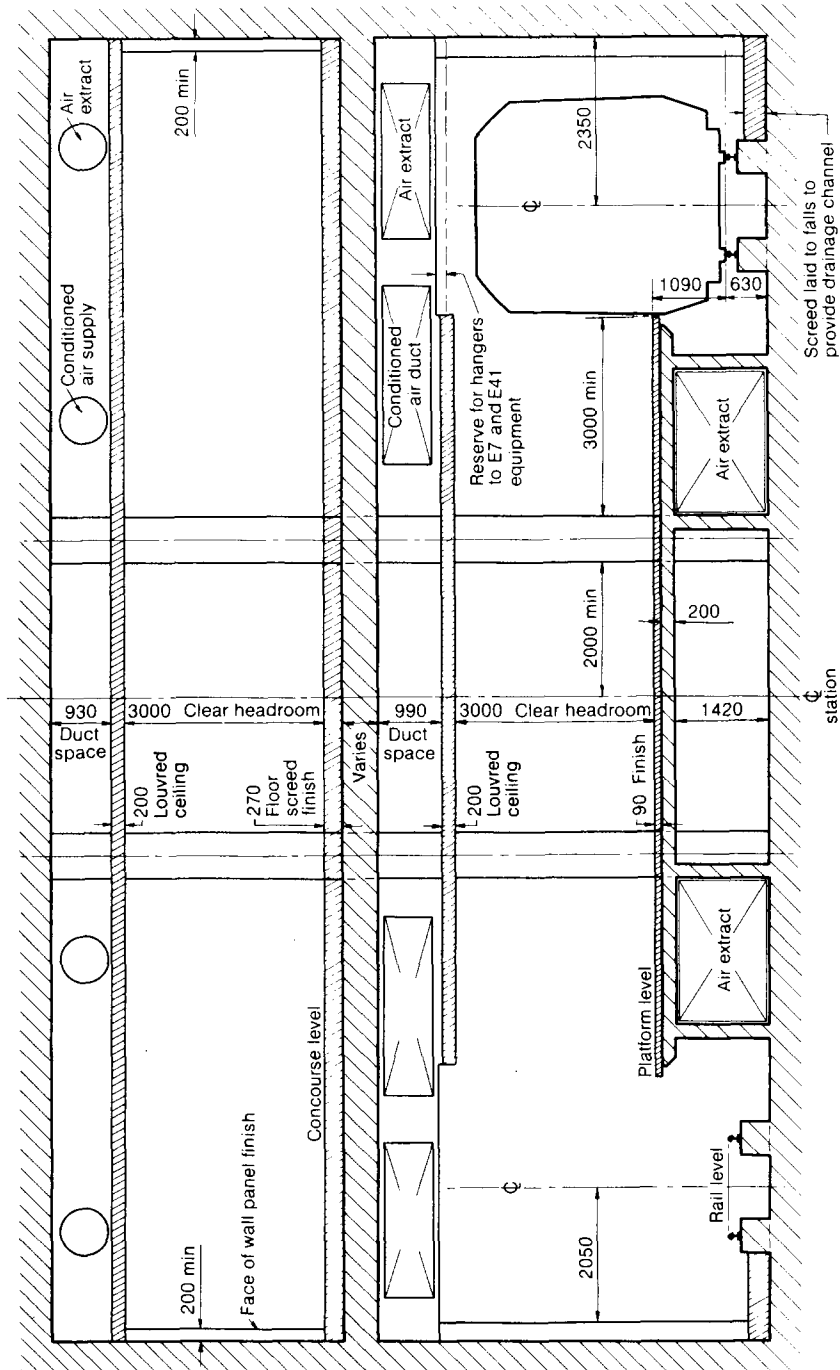 Air
extract
200 min
Conditioned
air supply
930
Duct
space
3000 Clear headroom
200
Louvred
ceiling
270
Floor
screed
finish
Concourse level
200 min
Face of wall panel finish
Varies
Air extract
Conditioned
air duct
990
Duct
space
Reserve for hangers
to E7 and E41
equipment
℄
2350
1090
630
3000 min
2000 min
3000 Clear headroom
200
Louvred
ceiling
90 Finish
200
Platform level
Air extract
1420
Air extract
℄
2050
Rail level
Screed laid to falls to
provide drainage channel
℄
station